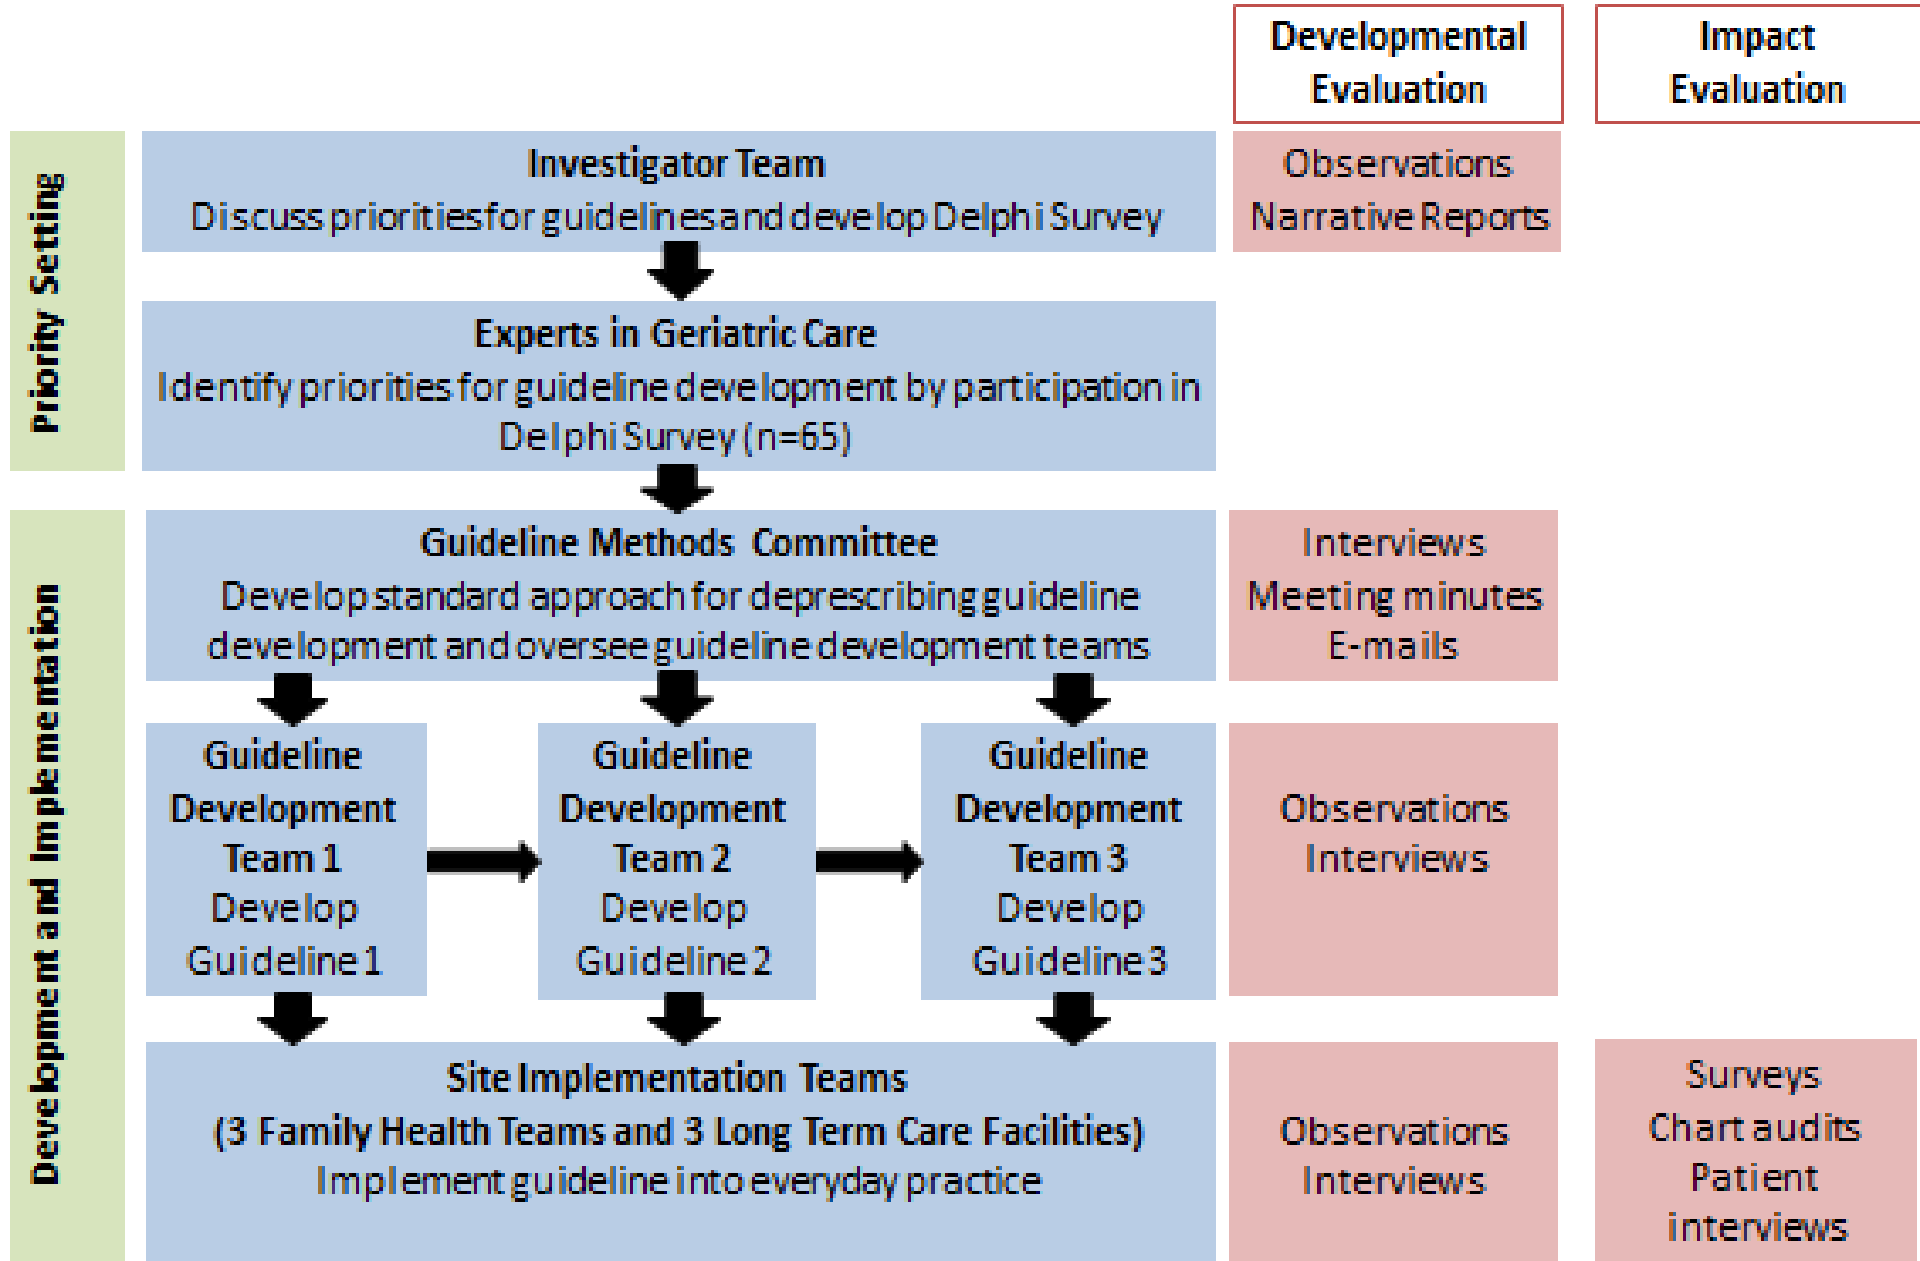 Developmental
Evaluation
Impact
Evaluation
Priority Setting
Investigator Team
Discuss priorities for guidelines and develop Delphi Survey
Observations
Narrative Reports
Experts in Geriatric Care
Identify priorities for guideline development by participation in
Delphi Survey (n=65)
Development and Implementation
Guideline Methods Committee
Develop standard approach for deprescribing guideline
development and oversee guideline development teams
Interviews
Meeting minutes
E-mails
Guideline
Development
Team 1
Develop
Guideline 1
Guideline
Development
Team 2
Develop
Guideline 2
Guideline
Development
Team 3
Develop
Guideline 3
Observations
Interviews
Site Implementation Teams
(3 Family Health Teams and 3 Long Term Care Facilities)
Implement guideline into everyday practice
Observations
Interviews
Surveys
Chart audits
Patient
interviews